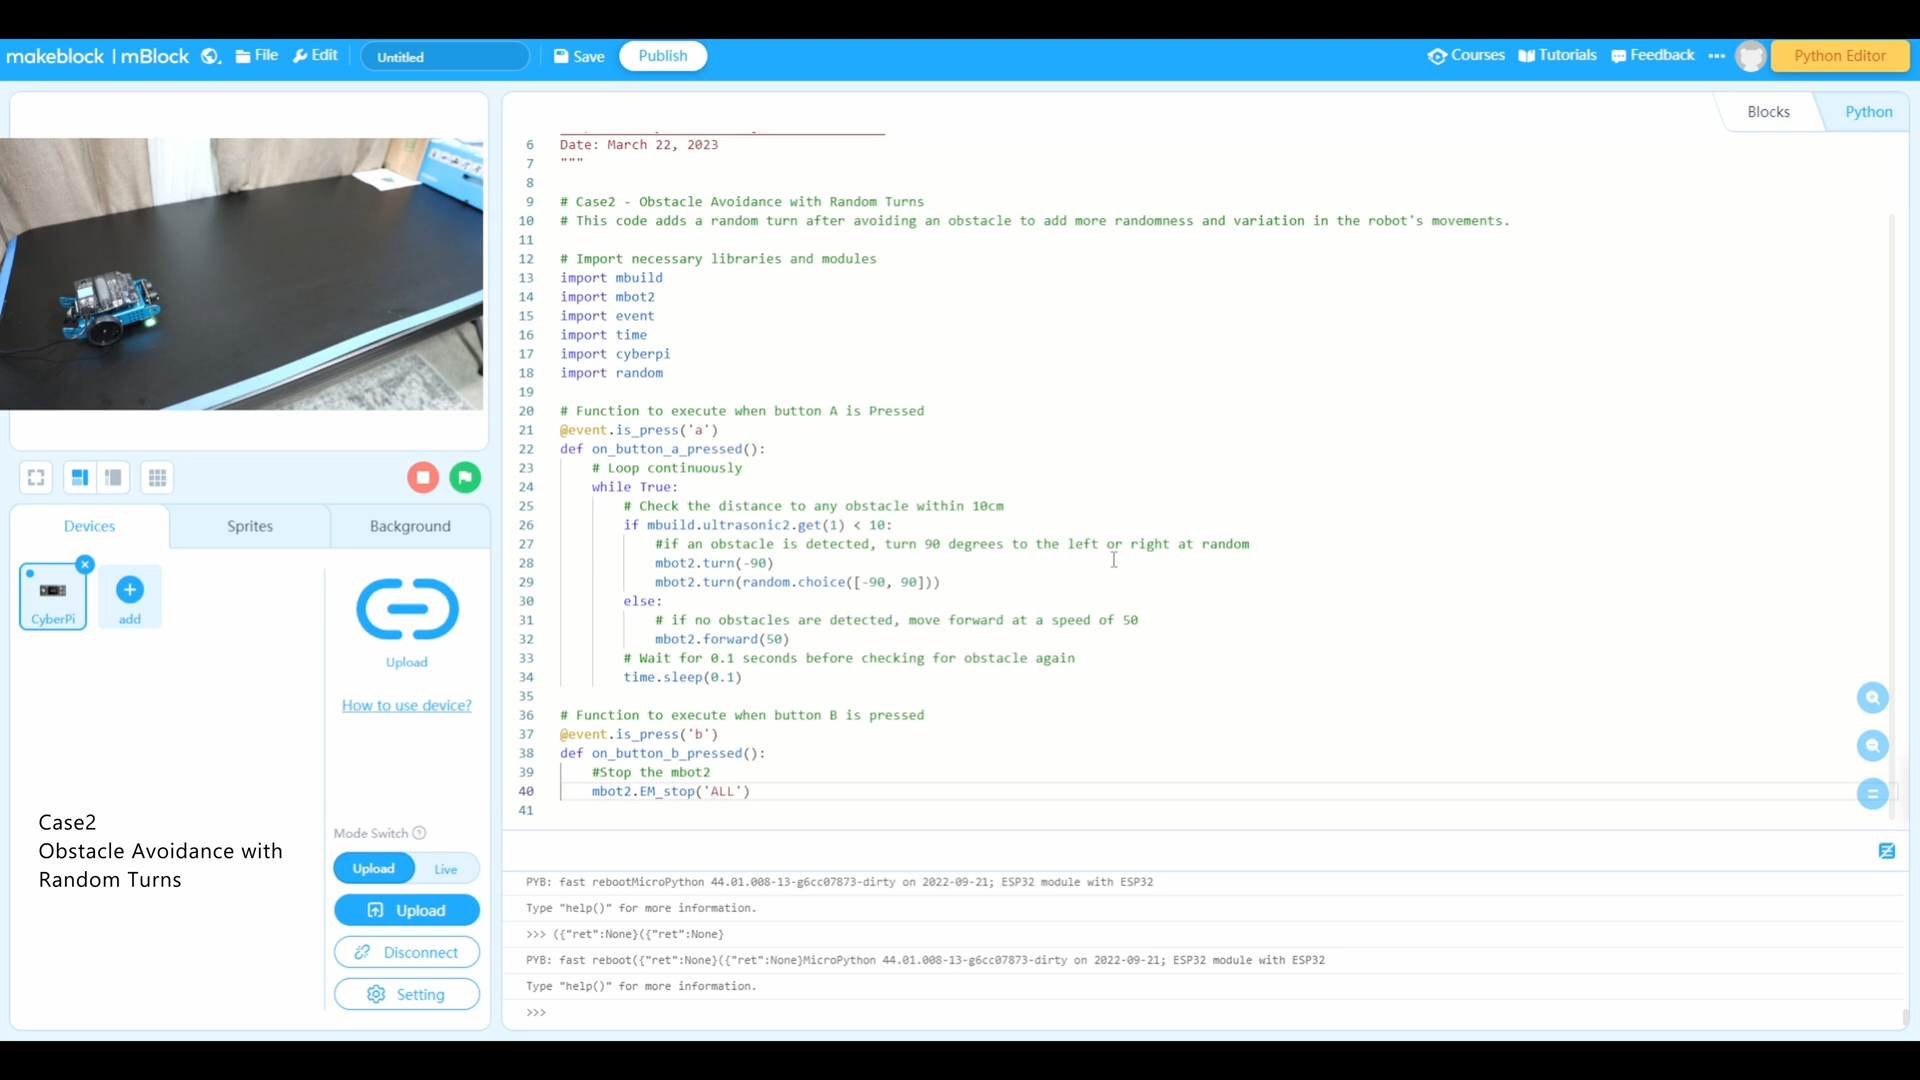 makeblock | mBlock File Edit Untitled Save Publish Courses Tutorials Feedback Python Editor
Blocks Python
6 Date: March 22, 2023
7 """
8
9 # Case2 - Obstacle Avoidance with Random Turns
10 # This code adds a random turn after avoiding an obstacle to add more randomness and variation in the robot's movements.
11
12 # Import necessary libraries and modules
13 import mbuild
14 import mbot2
15 import event
16 import time
17 import cyberpi
18 import random
19
20 # Function to execute when button A is Pressed
21 @event.is_press('a')
22 def on_button_a_pressed():
23 # Loop continuously
24 while True:
25 # Check the distance to any obstacle within 10cm
26 if mbuild.ultrasonic2.get(1) < 10:
27 #if an obstacle is detected, turn 90 degrees to the left or right at random
28 mbot2.turn(-90)
29 mbot2.turn(random.choice([-90, 90]))
30 else:
31 # if no obstacles are detected, move forward at a speed of 50
32 mbot2.forward(50)
33 # Wait for 0.1 seconds before checking for obstacle again
34 time.sleep(0.1)
35
36 # Function to execute when button B is pressed
37 @event.is_press('b')
38 def on_button_b_pressed():
39 #Stop the mbot2
40 mbot2.EM_stop('ALL')
41
Devices Sprites Background
CyberPi
add
Upload
How to use device?
Case2
Obstacle Avoidance with
Random Turns
Mode Switch
Upload Live
Upload
Disconnect
Setting
PYB: fast rebootMicroPython 44.01.008-13-g6cc07873-dirty on 2022-09-21; ESP32 module with ESP32
Type "help()" for more information.
>>> ({"ret":None}({"ret":None}
PYB: fast reboot({"ret":None}({"ret":None}MicroPython 44.01.008-13-g6cc07873-dirty on 2022-09-21; ESP32 module with ESP32
Type "help()" for more information.
>>>